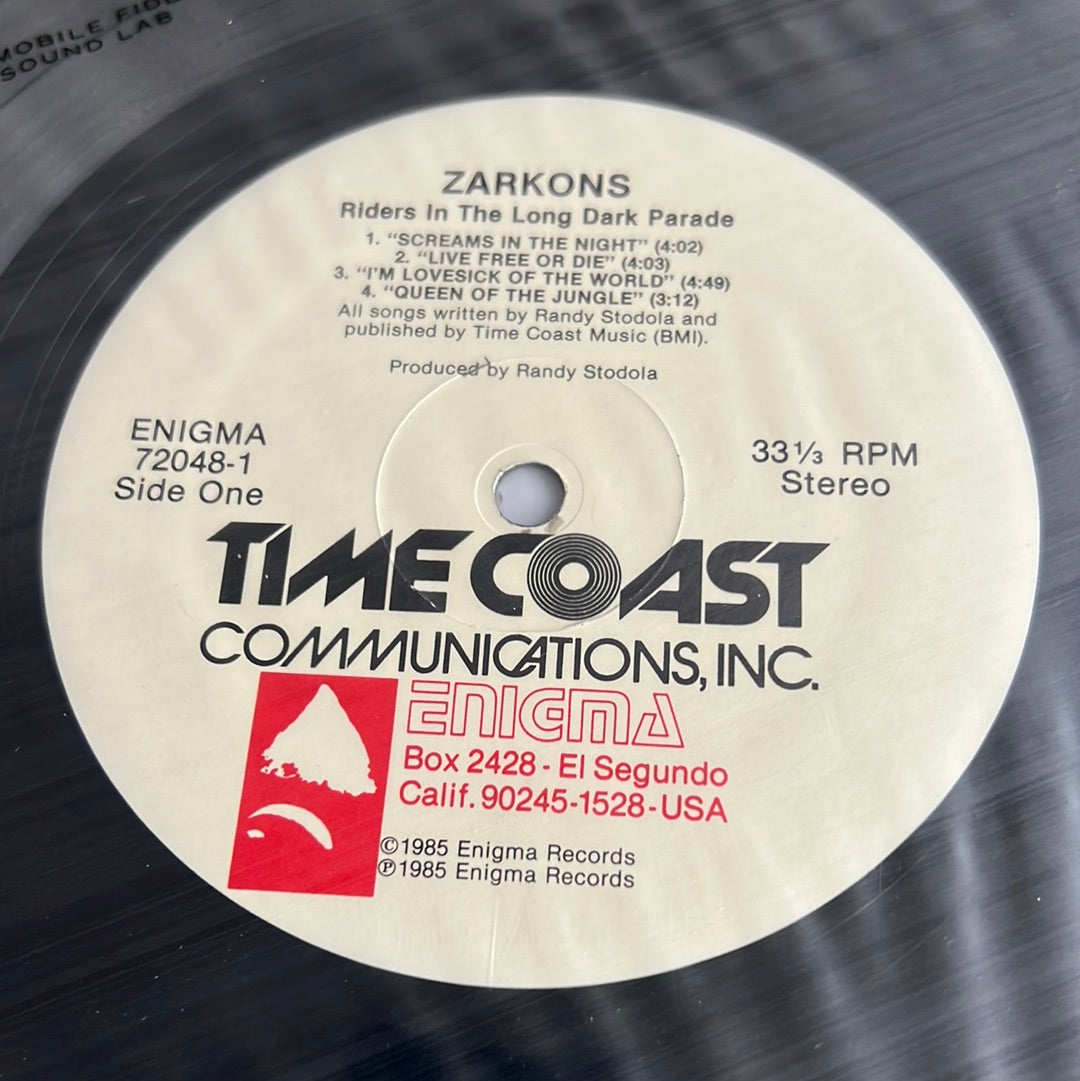 MOBILE FIDE
SOUND LAB
ZARKONS
Riders In The Long Dark Parade
1. “SCREAMS IN THE NIGHT” (4:02)
2. “LIVE FREE OR DIE” (4:03)
3. “I'M LOVESICK OF THE WORLD” (4:49)
4. “QUEEN OF THE JUNGLE” (3:12)
All songs written by Randy Stodola and
published by Time Coast Music (BMI).
Produced by Randy Stodola
ENIGMA
72048-1
Side One
33⅓ RPM
Stereo
TIME COAST
COMMUNICATIONS, INC.
ENIGMA
Box 2428 - El Segundo
Calif. 90245-1528-USA
©1985 Enigma Records
℗1985 Enigma Records